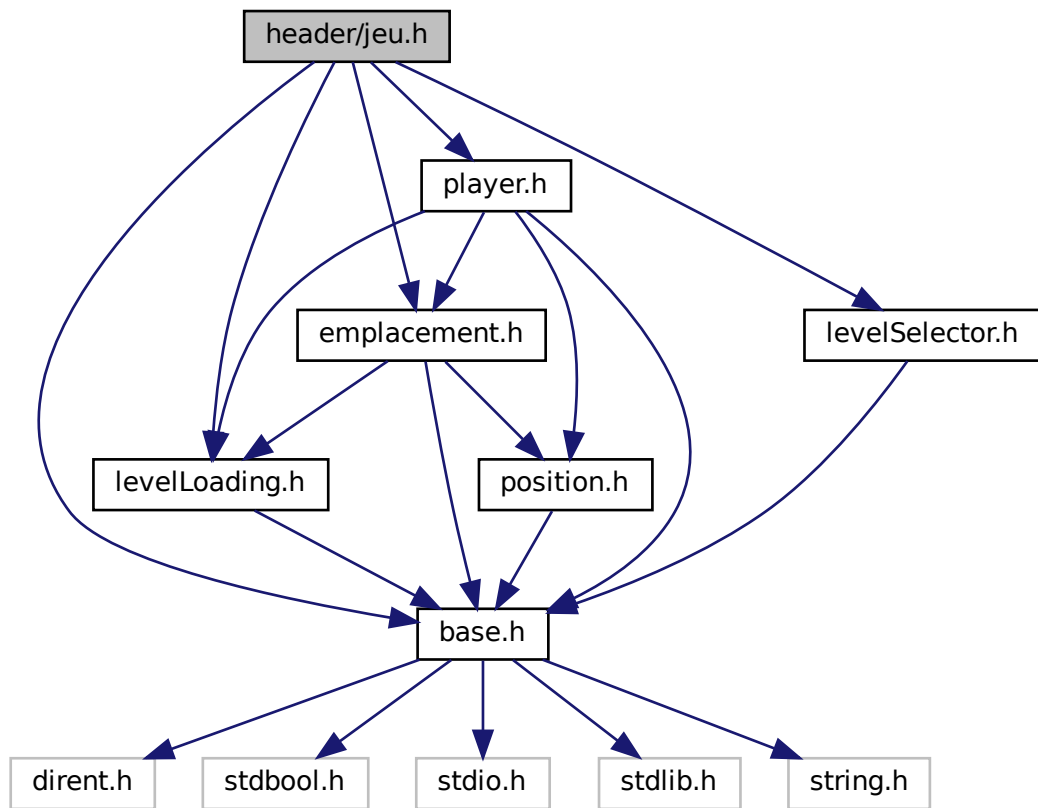 header/jeu.h
player.h
emplacement.h
levelSelector.h
levelLoading.h
position.h
base.h
dirent.h
stdbool.h
stdio.h
stdlib.h
string.h